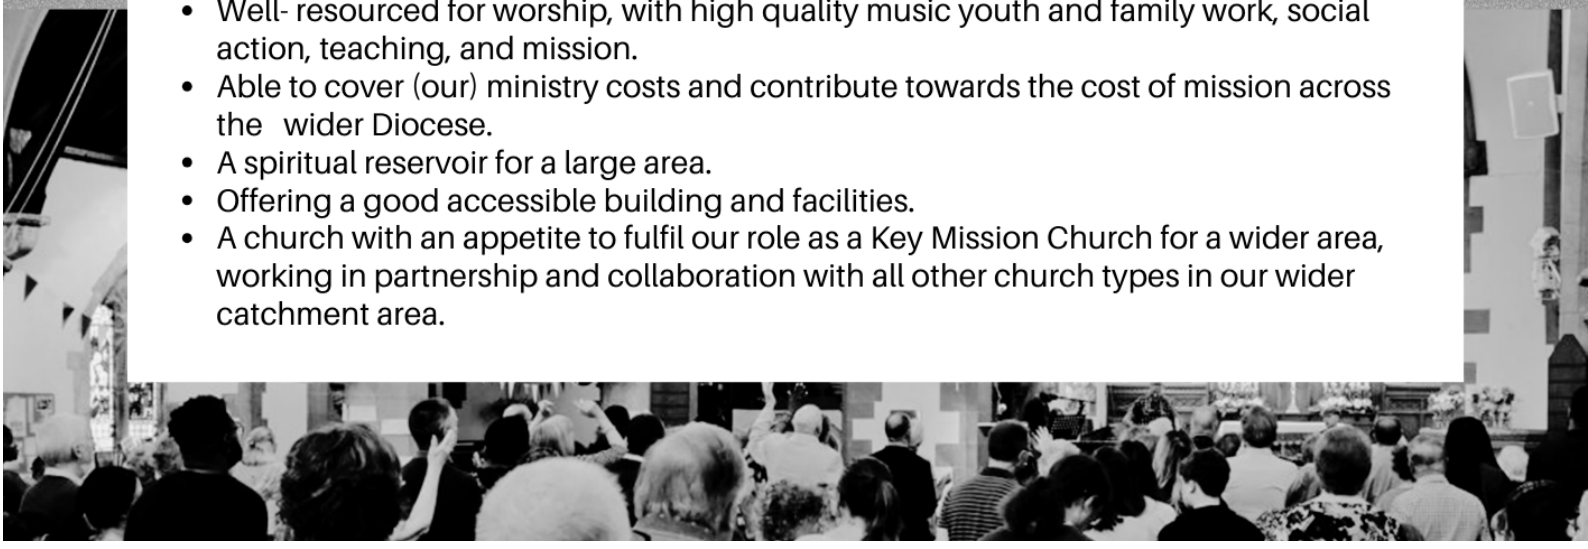 • Well- resourced for worship, with high quality music youth and family work, social
action, teaching, and mission.
• Able to cover (our) ministry costs and contribute towards the cost of mission across
the   wider Diocese.
• A spiritual reservoir for a large area.
• Offering a good accessible building and facilities.
• A church with an appetite to fulfil our role as a Key Mission Church for a wider area,
working in partnership and collaboration with all other church types in our wider
catchment area.